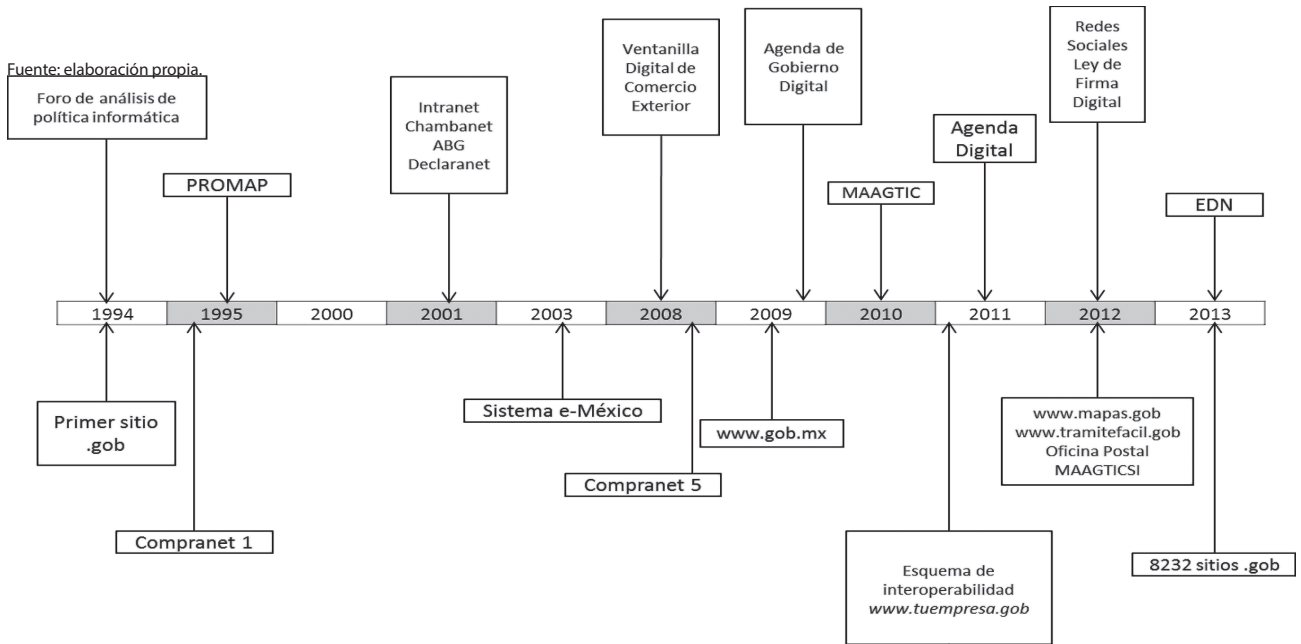 Fuente: elaboración propia.
Foro de análisis de
política informática
PROMAP
Intranet
Chambanet
ABG
Declaranet
Ventanilla
Digital de
Comercio
Exterior
Agenda de
Gobierno
Digital
MAAGTIC
Agenda
Digital
Redes
Sociales
Ley de
Firma
Digital
EDN
1994 1995 2000 2001 2003 2008 2009 2010 2011 2012 2013
Primer sitio
.gob
Compranet 1
Sistema e-México
Compranet 5
www.gob.mx
Esquema de
interoperabilidad
www.tuempresa.gob
www.mapas.gob
www.tramitefacil.gob
Oficina Postal
MAAGTICSI
8232 sitios .gob